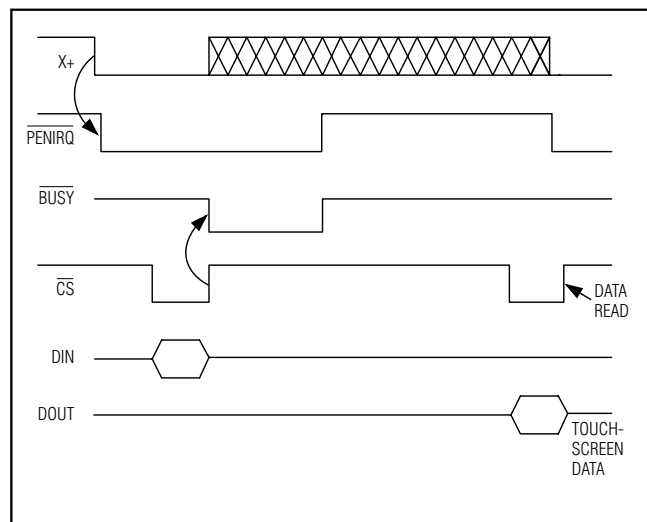 X+
PENIRQ
BUSY
CS
DATA
READ
DIN
DOUT
TOUCH-
SCREEN
DATA